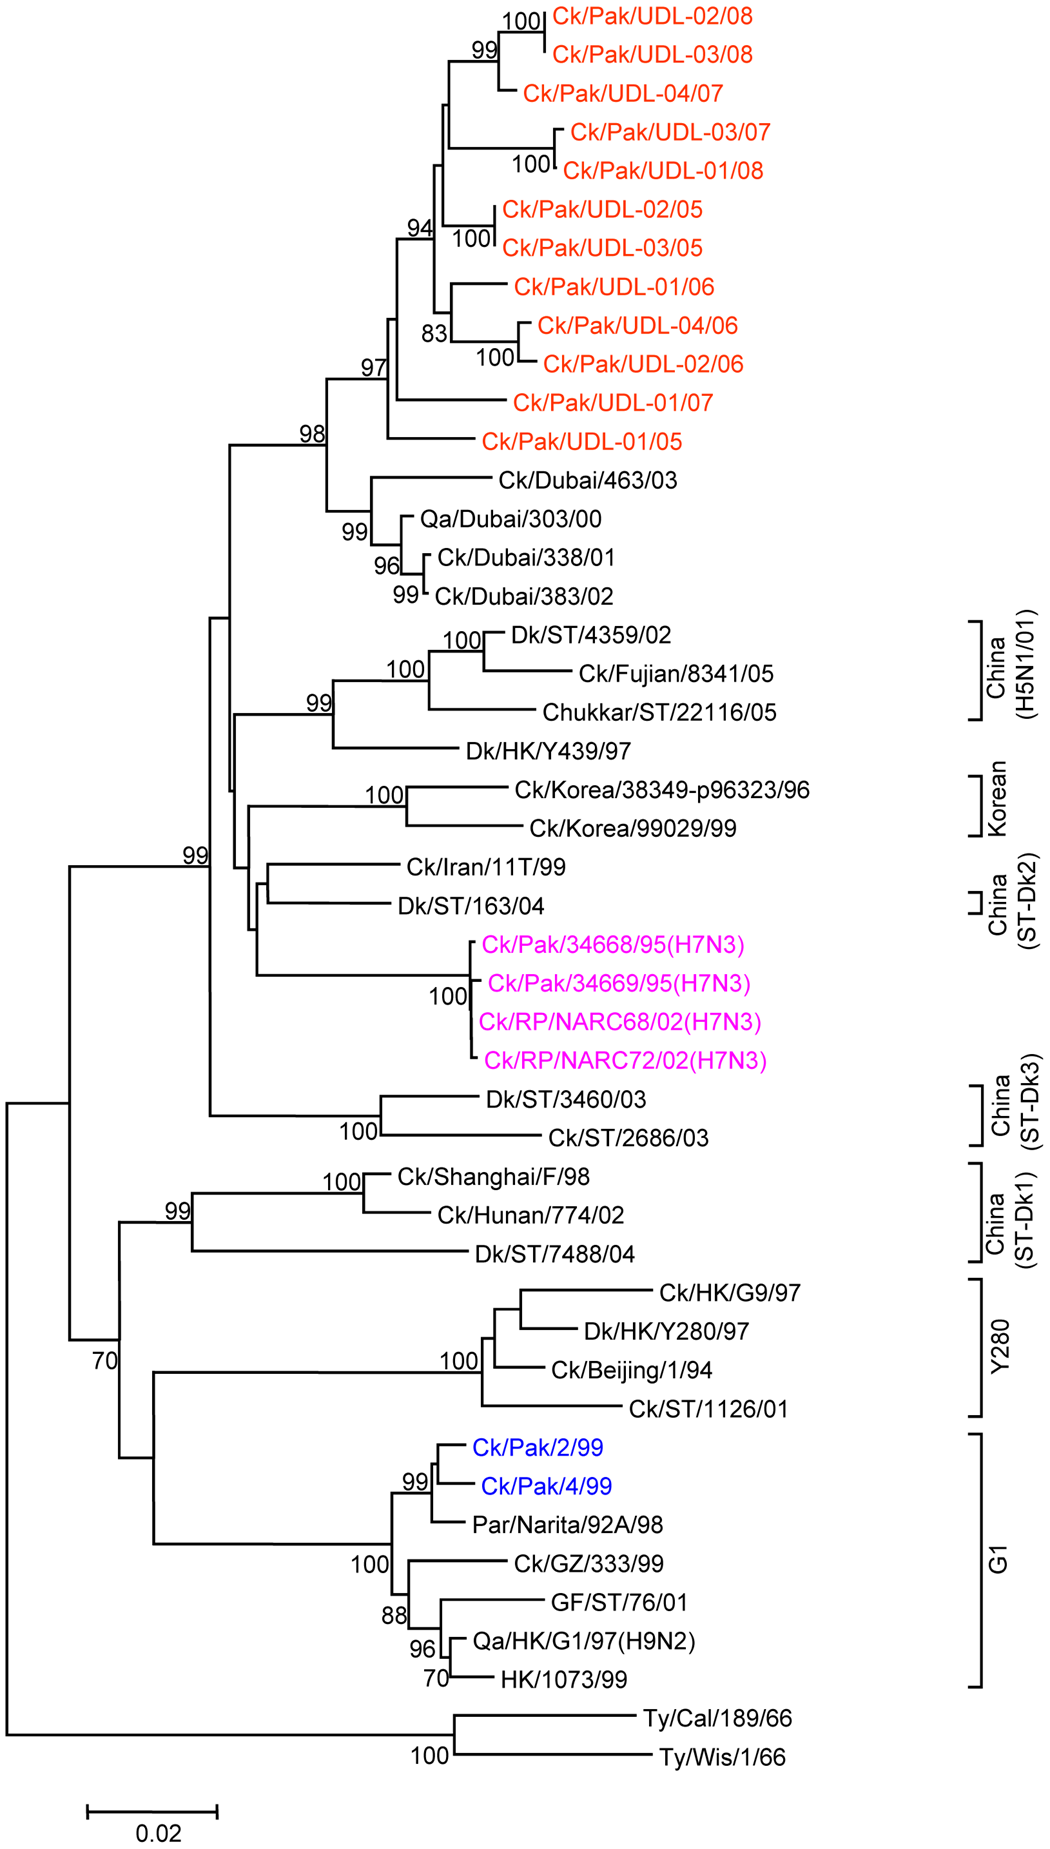 100
Ck/Pak/UDL-02/08
99
Ck/Pak/UDL-03/08
Ck/Pak/UDL-04/07
Ck/Pak/UDL-03/07
100
Ck/Pak/UDL-01/08
Ck/Pak/UDL-02/05
94
100
Ck/Pak/UDL-03/05
Ck/Pak/UDL-01/06
83
Ck/Pak/UDL-04/06
100
Ck/Pak/UDL-02/06
97
Ck/Pak/UDL-01/07
98
Ck/Pak/UDL-01/05
Ck/Dubai/463/03
99
Qa/Dubai/303/00
96
Ck/Dubai/338/01
99
Ck/Dubai/383/02
100
Dk/ST/4359/02
100
Ck/Fujian/8341/05
99
Chukkar/ST/22116/05
Dk/HK/Y439/97
China
(H5N1/01)
100
Ck/Korea/38349-p96323/96
Ck/Korea/99029/99
Korean
99
Ck/Iran/11T/99
Dk/ST/163/04
China
(ST-Dk2)
Ck/Pak/34668/95(H7N3)
100
Ck/Pak/34669/95(H7N3)
Ck/RP/NARC68/02(H7N3)
Ck/RP/NARC72/02(H7N3)
Dk/ST/3460/03
100
Ck/ST/2686/03
China
(ST-Dk3)
100
Ck/Shanghai/F/98
99
Ck/Hunan/774/02
Dk/ST/7488/04
China
(ST-Dk1)
Ck/HK/G9/97
Dk/HK/Y280/97
70
100
Ck/Beijing/1/94
Ck/ST/1126/01
Y280
Ck/Pak/2/99
99
Ck/Pak/4/99
Par/Narita/92A/98
100
Ck/GZ/333/99
88
GF/ST/76/01
96
Qa/HK/G1/97(H9N2)
70
HK/1073/99
G1
Ty/Cal/189/66
100
Ty/Wis/1/66
0.02